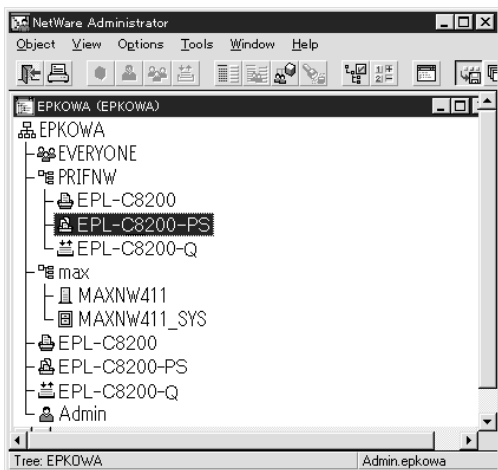 NetWare Administrator
Object View Options Tools Window Help
EPKOWA (EPKOWA)
EPKOWA
EVERYONE
PRIFNW
EPL-C8200
EPL-C8200-PS
EPL-C8200-Q
max
MAXNW411
MAXNW411_SYS
EPL-C8200
EPL-C8200-PS
EPL-C8200-Q
Admin
Tree: EPKOWA Admin.epkowa